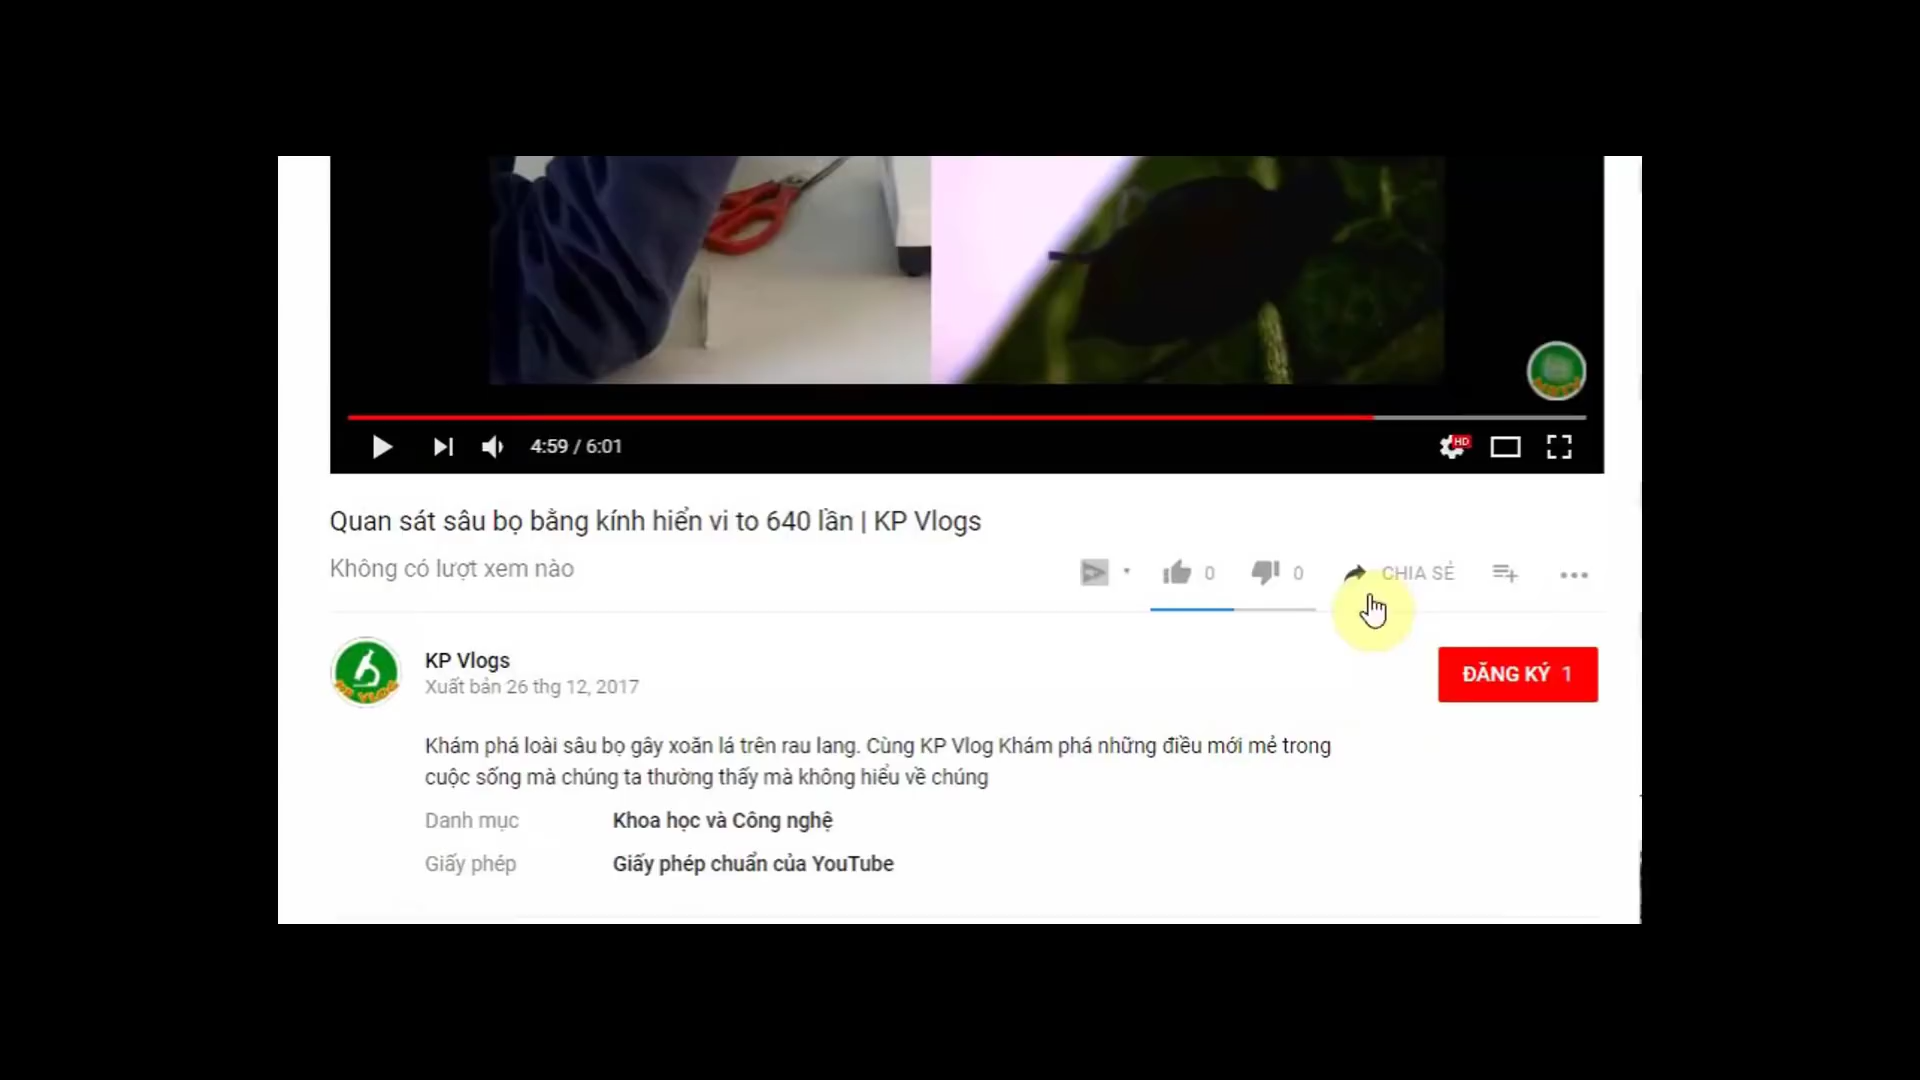 HD
4:59 / 6:01
Quan sát sâu bọ bằng kính hiển vi to 640 lần | KP Vlogs
Không có lượt xem nào
0
0
CHIA SẺ
KP Vlogs
Xuất bản 26 thg 12, 2017
ĐĂNG KÝ 1
Khám phá loài sâu bọ gây xoăn lá trên rau lang. Cùng KP Vlog Khám phá những điều mới mẻ trong
cuộc sống mà chúng ta thường thấy mà không hiểu về chúng
Danh mục Khoa học và Công nghệ
Giấy phép Giấy phép chuẩn của YouTube